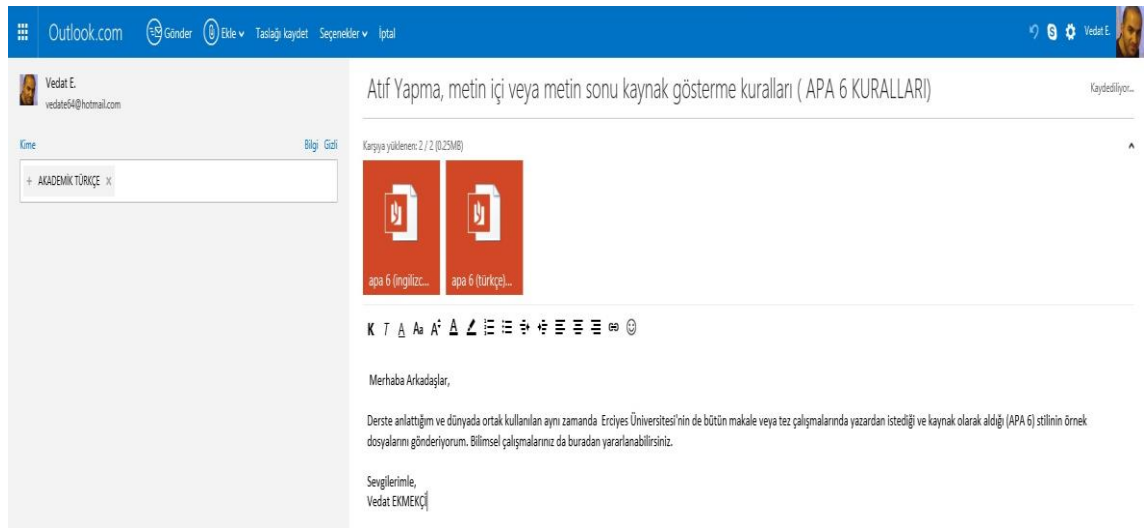 Outlook.com
Gönder
Ekle
Taslağı kaydet
Seçenekler
İptal
Vedat E.
Vedat E.
vedate64@hotmail.com
Kime
Bilgi Gizli
+ AKADEMİK TÜRKÇE ×
Atıf Yapma, metin içi veya metin sonu kaynak gösterme kuralları ( APA 6 KURALLARI)
Kaydediliyor...
Karşıya yüklenen: 2 / 2 (0.25MB)
apa 6 (ingilizc...
apa 6 (türkçe)...
K T A Aa A A
Merhaba Arkadaşlar,
Derste anlattığım ve dünyada ortak kullanılan aynı zamanda Erciyes Üniversitesi'nin de bütün makale veya tez çalışmalarında yazardan istediği ve kaynak olarak aldığı (APA 6) stilinin örnek
dosyalarını gönderiyorum. Bilimsel çalışmalarınız da buradan yararlanabilirsiniz.
Sevgilerimle,
Vedat EKMEKÇİ